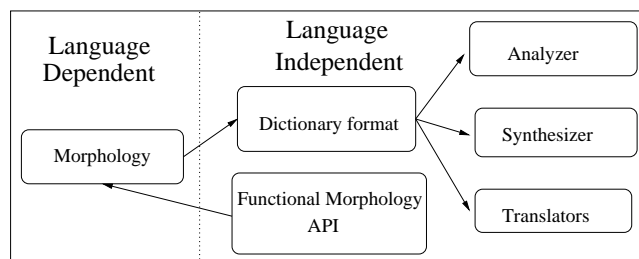 Language
Dependent
Language
Independent
Morphology
Dictionary format
Functional Morphology
API
Analyzer
Synthesizer
Translators